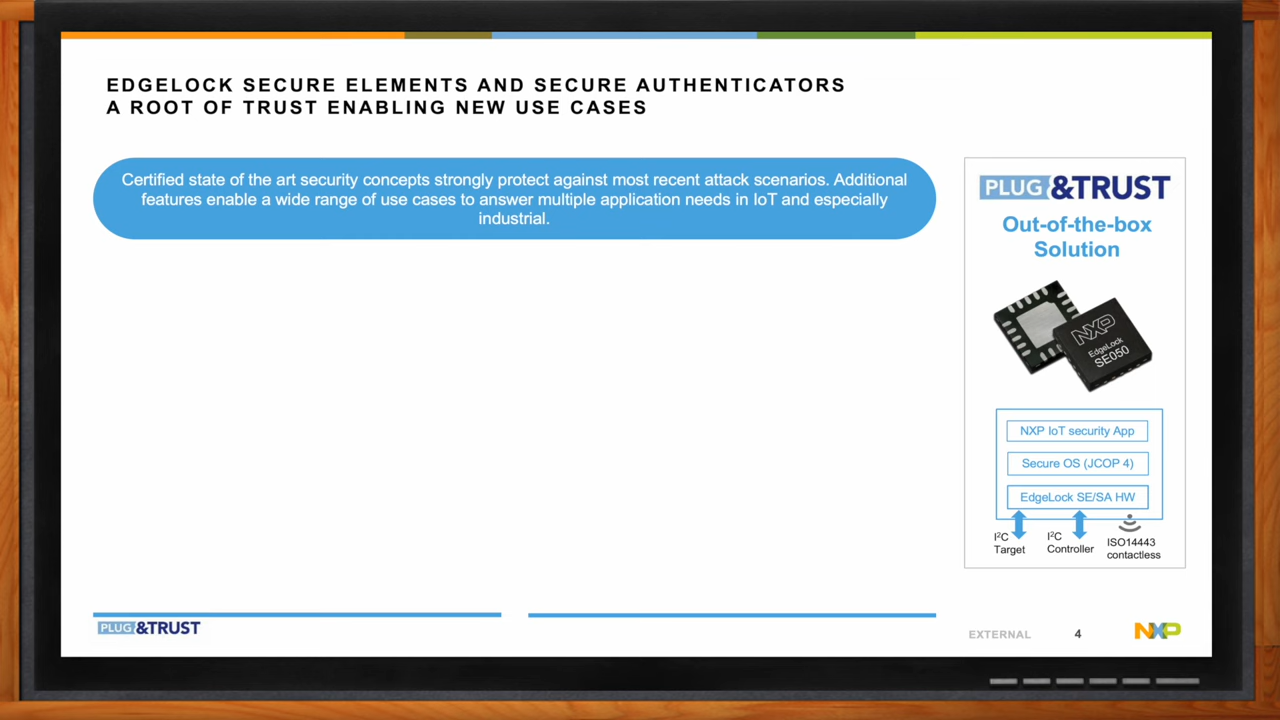 EDGELOCK SECURE ELEMENTS AND SECURE AUTHENTICATORS
A ROOT OF TRUST ENABLING NEW USE CASES
Certified state of the art security concepts strongly protect against most recent attack scenarios. Additional
features enable a wide range of use cases to answer multiple application needs in IoT and especially
industrial.
PLUG&TRUST
Out-of-the-box
Solution
NXP
EdgeLock
SE050
NXP IoT security App
Secure OS (JCOP 4)
EdgeLock SE/SA HW
I²C
Target
I²C
Controller
ISO14443
contactless
PLUG&TRUST
EXTERNAL
4
NXP